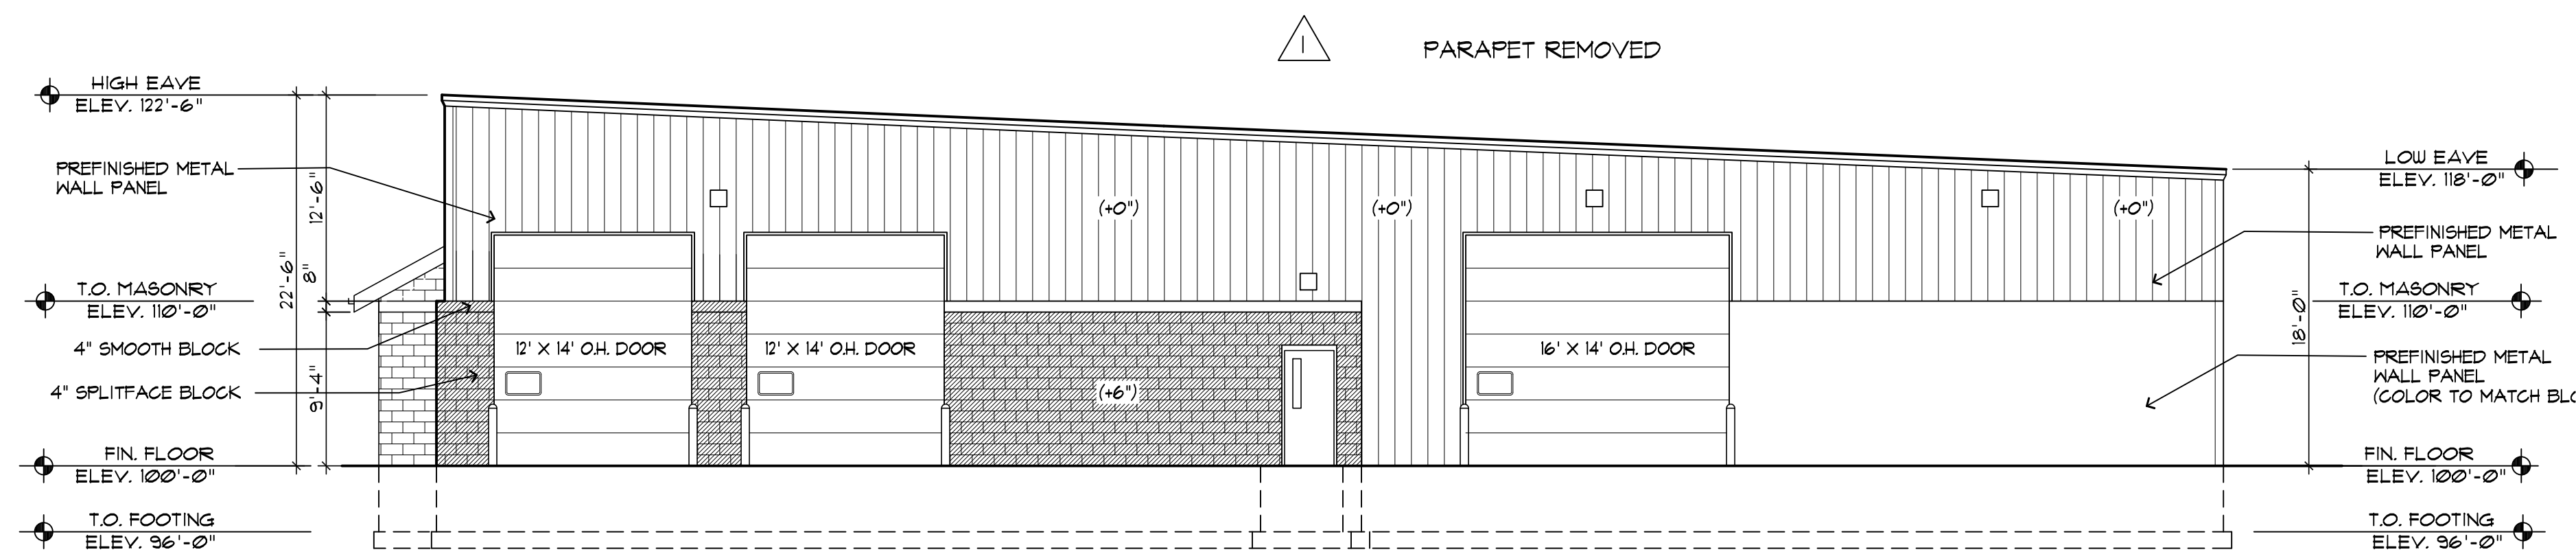 1
PARAPET REMOVED
HIGH EAVE
ELEV. 122'-6"
PREFINISHED METAL
WALL PANEL
12'-6"
22'-6"
8"
9'-4"
T.O. MASONRY
ELEV. 110'-0"
4" SMOOTH BLOCK
4" SPLITFACE BLOCK
FIN. FLOOR
ELEV. 100'-0"
T.O. FOOTING
ELEV. 96'-0"
12' X 14' O.H. DOOR
12' X 14' O.H. DOOR
(+0")
(+6")
(+0")
16' X 14' O.H. DOOR
(+0")
LOW EAVE
ELEV. 118'-0"
PREFINISHED METAL
WALL PANEL
T.O. MASONRY
ELEV. 110'-0"
18'-0"
PREFINISHED METAL
WALL PANEL
(COLOR TO MATCH
FIN. FLOOR
ELEV. 100'-0"
T.O. FOOTING
ELEV. 96'-0"